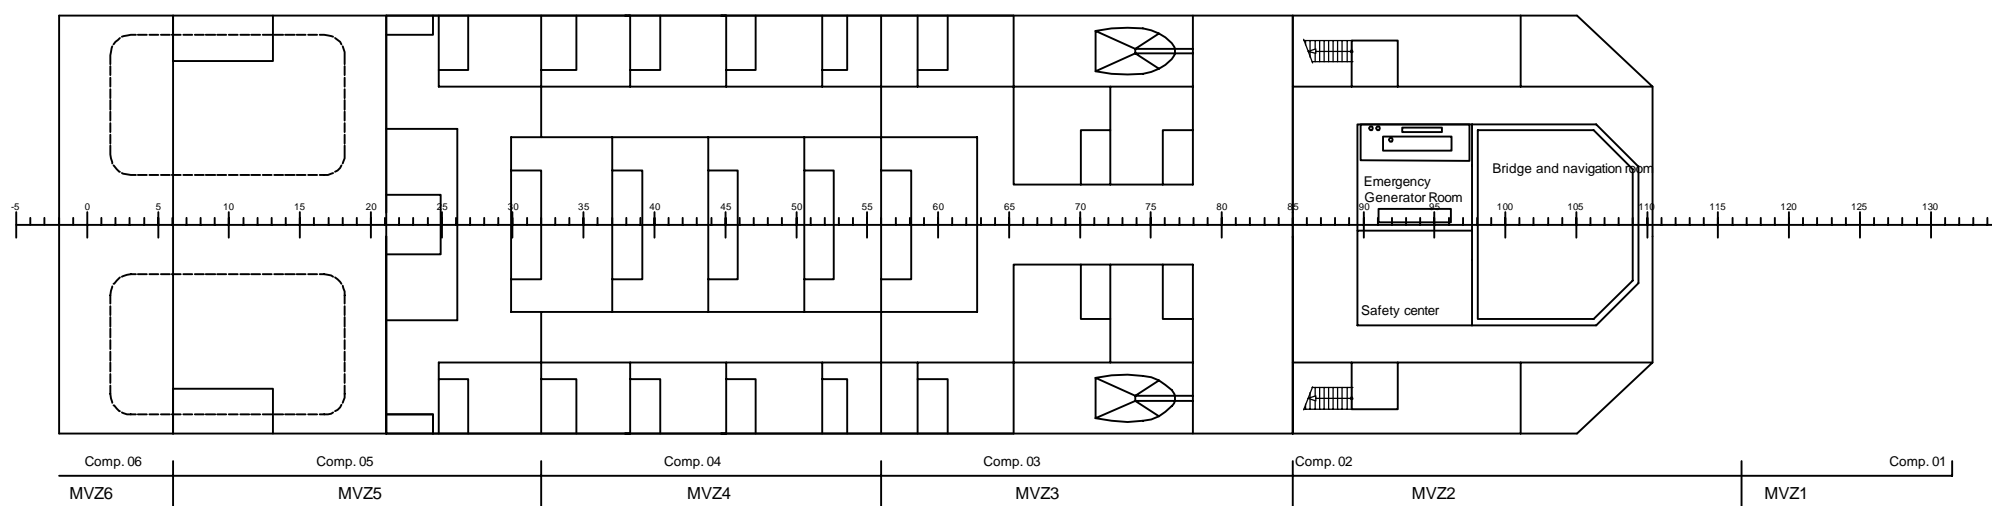 Bridge and navigation room
Emergency
Generator Room
-5 0 5 10 15 20 25 30 35 40 45 50 55 60 65 70 75 80 85 90 95 100 105 110 115 120 125 130
Safety center
Comp. 06 Comp. 05 Comp. 04 Comp. 03 Comp. 02 Comp. 01
MVZ6 MVZ5 MVZ4 MVZ3 MVZ2 MVZ1